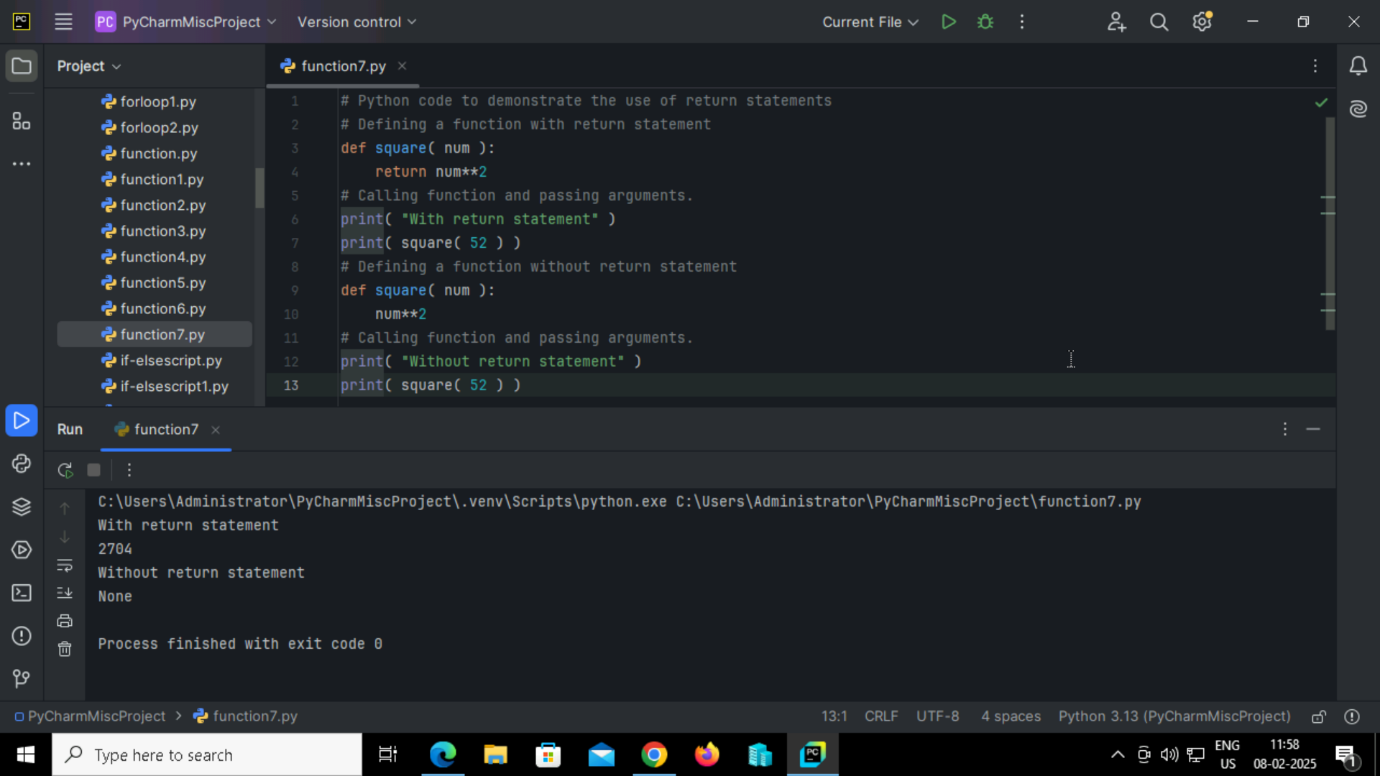 PC PC PyCharmMiscProject Version control Current File
Project
function7.py
forloop1.py
forloop2.py
function.py
function1.py
function2.py
function3.py
function4.py
function5.py
function6.py
function7.py
if-elsescript.py
if-elsescript1.py
1 # Python code to demonstrate the use of return statements
2 # Defining a function with return statement
3 def square( num ):
4     return num**2
5 # Calling function and passing arguments.
6 print( "With return statement" )
7 print( square( 52 ) )
8 # Defining a function without return statement
9 def square( num ):
10     num**2
11 # Calling function and passing arguments.
12 print( "Without return statement" )
13 print( square( 52 ) )
Run function7
C:\Users\Administrator\PyCharmMiscProject\.venv\Scripts\python.exe C:\Users\Administrator\PyCharmMiscProject\function7.py
With return statement
2704
Without return statement
None
Process finished with exit code 0
PyCharmMiscProject > function7.py 13:1 CRLF UTF-8 4 spaces Python 3.13 (PyCharmMiscProject)
Type here to search
PC
ENG
US
11:58
08-02-2025
1